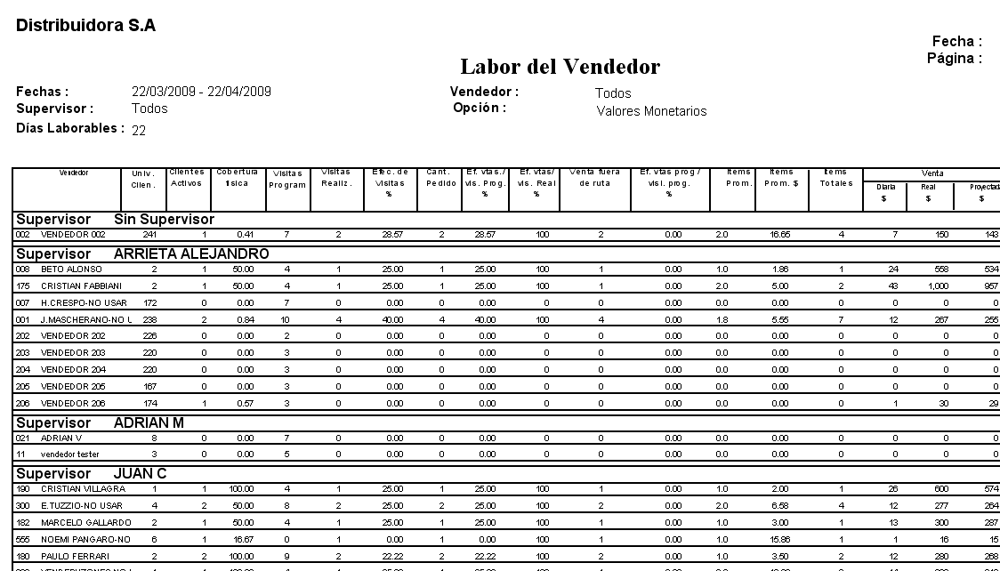 Distribuidora S.A
Fecha :
Página :
Labor del Vendedor
Fechas : 22/03/2009 - 22/04/2009 Vendedor : Todos
Supervisor : Todos Opción : Valores Monetarios
Días Laborables : 22
Vendedor Univ. Clien. Clientes Activos Cobertura física Visitas Program Visitas Realiz. Efec. de Visitas % Cant. Pedido Ef. vtas./ vis. Prog. % Ef. vtas/ vis. Real % Venta fuera de ruta Ef. vtas prog / visi. prog. % Items Prom. Items Prom. $ Items Totales Venta
Diaria $ Real $ Proyectada $
Supervisor Sin Supervisor
002 VENDEDOR 002 241 1 0.41 7 2 28.57 2 28.57 100 2 0.00 2.0 16.65 4 7 150 143
Supervisor ARRIETA ALEJANDRO
008 BETO ALONSO 2 1 50.00 4 1 25.00 1 25.00 100 1 0.00 1.0 1.86 1 24 558 534
175 CRISTIAN FABBIANI 2 1 50.00 4 1 25.00 1 25.00 100 1 0.00 2.0 5.00 2 43 1,000 957
007 H.CRESPO-NO USAR 172 0 0.00 7 0 0.00 0 0.00 0 0 0.00 0.0 0.00 0 0 0 0
001 J.MASCHERANO-NO U 238 2 0.84 10 4 40.00 4 40.00 100 4 0.00 1.8 5.55 7 12 267 255
202 VENDEDOR 202 226 0 0.00 2 0 0.00 0 0.00 0 0 0.00 0.0 0.00 0 0 0 0
203 VENDEDOR 203 220 0 0.00 3 0 0.00 0 0.00 0 0 0.00 0.0 0.00 0 0 0 0
204 VENDEDOR 204 220 0 0.00 3 0 0.00 0 0.00 0 0 0.00 0.0 0.00 0 0 0 0
205 VENDEDOR 205 167 0 0.00 3 0 0.00 0 0.00 0 0 0.00 0.0 0.00 0 0 0 0
206 VENDEDOR 206 174 1 0.57 3 0 0.00 0 0.00 0 0 0.00 0.0 0.00 0 1 30 29
Supervisor ADRIAN M
021 ADRIAN V 8 0 0.00 7 0 0.00 0 0.00 0 0 0.00 0.0 0.00 0 0 0 0
11 vendedor tester 3 0 0.00 5 0 0.00 0 0.00 0 0 0.00 0.0 0.00 0 0 0 0
Supervisor JUAN C
190 CRISTIAN VILLAGRA 1 1 100.00 4 1 25.00 1 25.00 100 1 0.00 1.0 2.00 1 26 600 574
300 E.TUZZIO-NO USAR 4 2 50.00 8 2 25.00 2 25.00 100 2 0.00 2.0 6.58 4 12 277 264
182 MARCELO GALLARDO 2 1 50.00 4 1 25.00 1 25.00 100 1 0.00 1.0 3.00 1 13 300 287
555 NOEMI PANGARO-NO 6 1 16.67 0 1 0.00 1 0.00 100 1 0.00 1.0 15.86 1 1 16 15
180 PAULO FERRARI 2 2 100.00 9 2 22.22 2 22.22 100 2 0.00 1.0 3.50 2 12 280 268